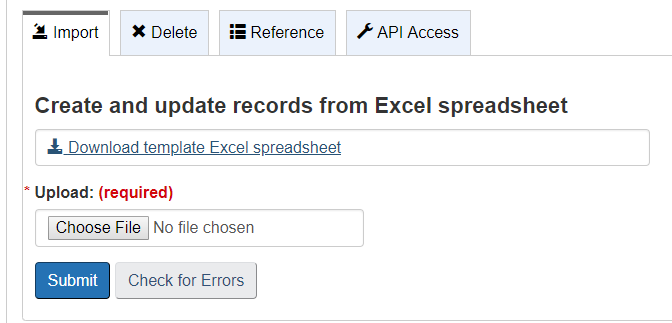 Import Delete Reference API Access
Create and update records from Excel spreadsheet
Download template Excel spreadsheet
* Upload: (required)
Choose File No file chosen
Submit Check for Errors